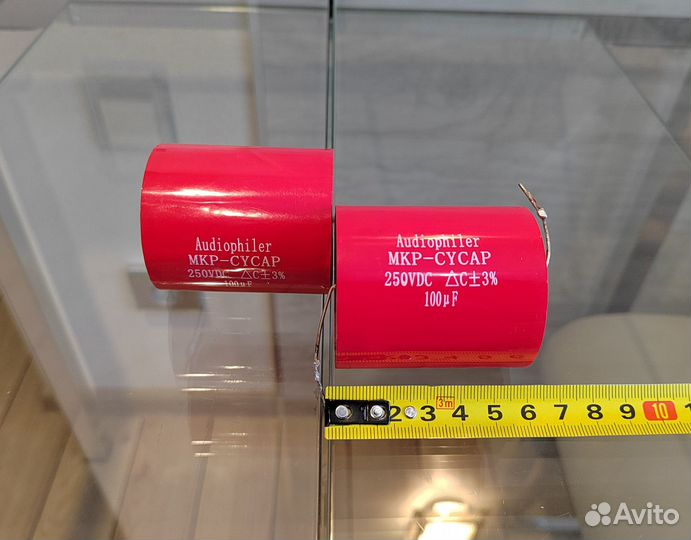 Audiophiler
MKP-CYCAP
250VDC △C±3%
100μF
Audiophiler
MKP-CYCAP
250VDC △C±3%
100μF
3m
2 3 4 5 6 7 8 9 10 1
Avito